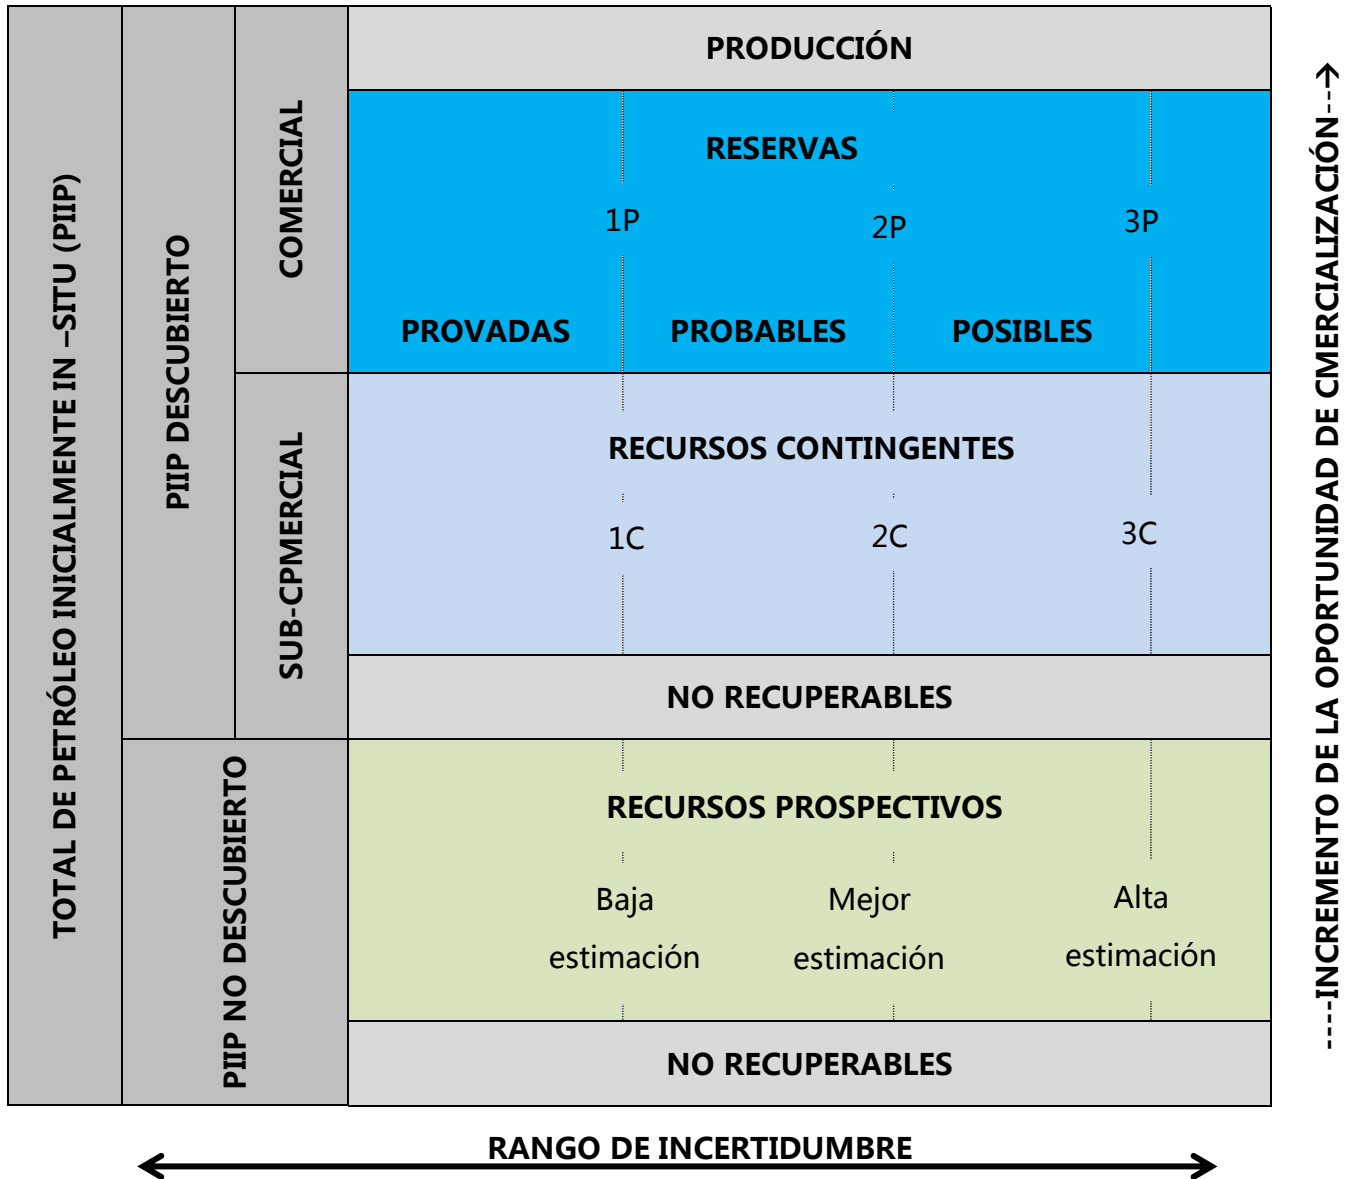 TOTAL DE PETRÓLEO INICIALMENTE IN –SITU (PIIP)
PIIP DESCUBIERTO
COMERCIAL
PRODUCCIÓN
RESERVAS
1P
2P
3P
PROVADAS
PROBABLES
POSIBLES
SUB-CPMERCIAL
RECURSOS CONTINGENTES
1C
2C
3C
NO RECUPERABLES
PIIP NO DESCUBIERTO
RECURSOS PROSPECTIVOS
Baja
estimación
Mejor
estimación
Alta
estimación
NO RECUPERABLES
RANGO DE INCERTIDUMBRE
----INCREMENTO DE LA OPORTUNIDAD DE CMERCIALIZACIÓN---→